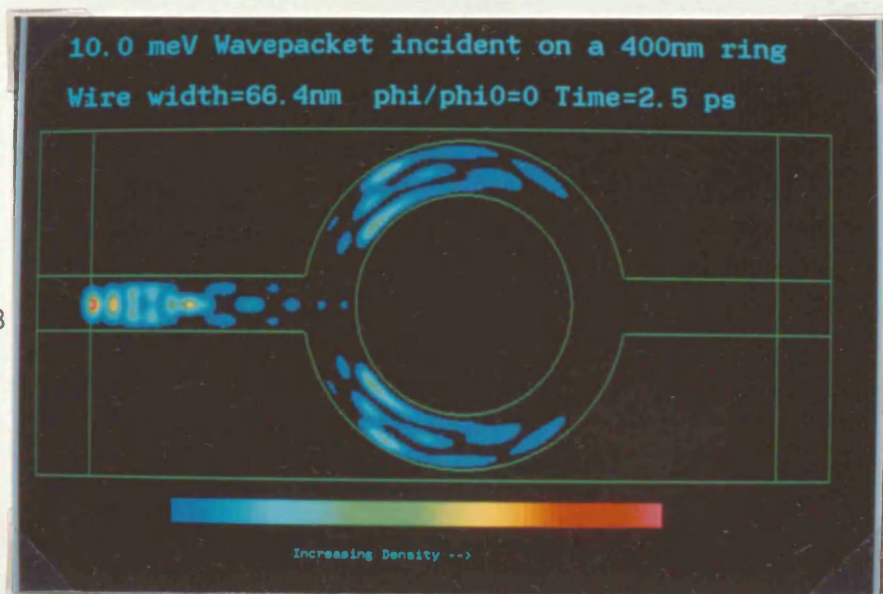 10.0 meV Wavepacket incident on a 400nm ring
Wire width=66.4nm phi/phi0=0 Time=2.5 ps
Increasing Density -->